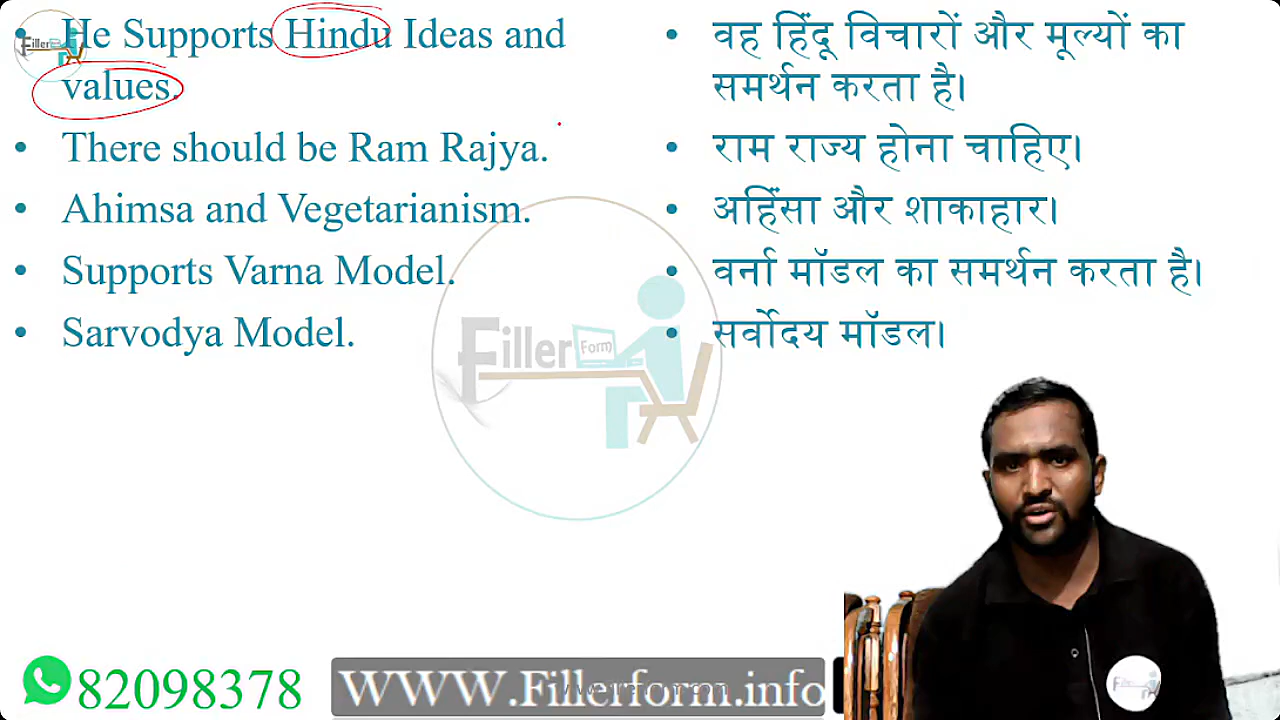 He Supports Hindu Ideas and
values.
There should be Ram Rajya.
Ahimsa and Vegetarianism.
Supports Varna Model.
Sarvodya Model.
वह हिंदू विचारों और मूल्यों का
समर्थन करता है।
राम राज्य होना चाहिए।
अहिंसा और शाकाहार।
वर्ना मॉडल का समर्थन करता है।
सर्वोदय मॉडल।
Filler Form
82098378
WWW.Fillerform.info